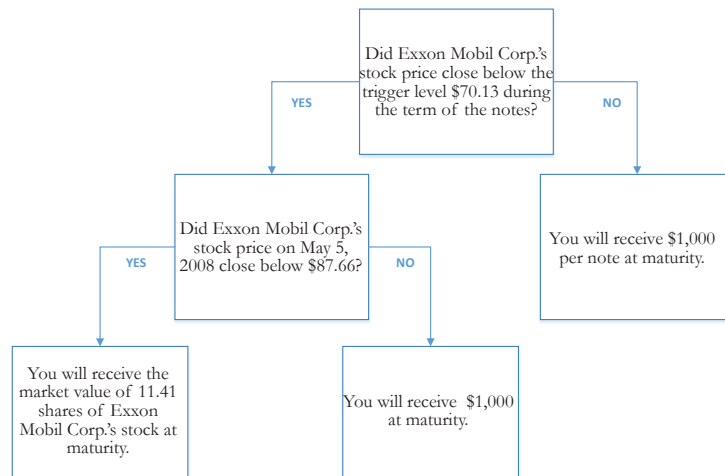 Did Exxon Mobil Corp.'s
stock price close below the
trigger level $70.13 during
the term of the notes?
YES
NO
Did Exxon Mobil Corp.'s
stock price on May 5,
2008 close below $87.66?
You will receive $1,000
per note at maturity.
YES
NO
You will receive the
market value of 11.41
shares of Exxon
Mobil Corp.'s stock at
maturity.
You will receive $1,000
at maturity.